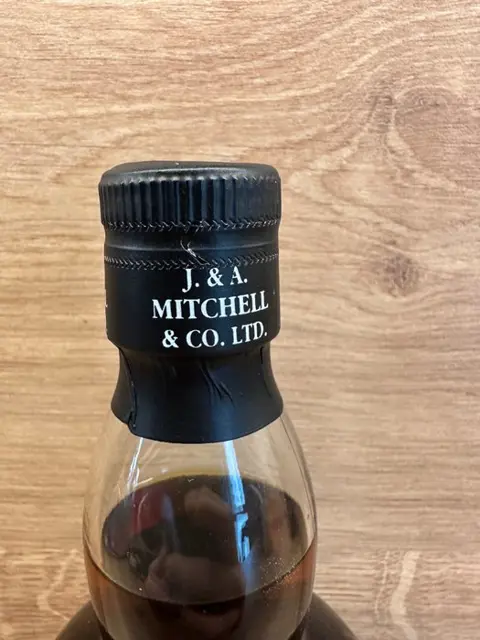 J. & A.
MITCHELL
& CO. LTD.